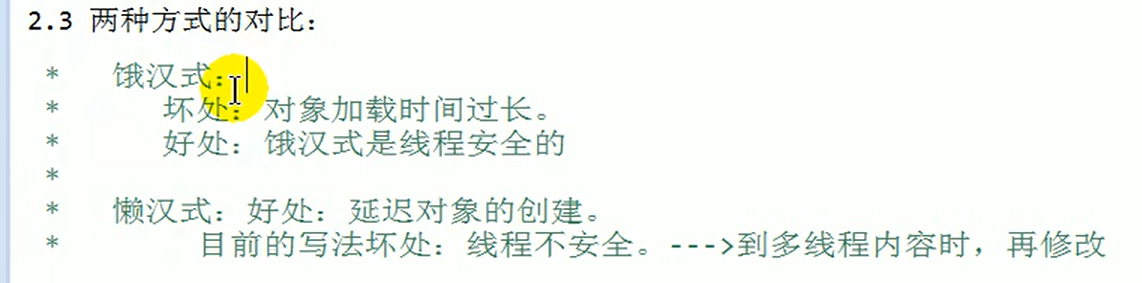 2.3 两种方式的对比：
* 饿汉式：
* 坏处：对象加载时间过长。
* 好处：饿汉式是线程安全的
*
* 懒汉式：好处：延迟对象的创建。
* 目前的写法坏处：线程不安全。--->到多线程内容时，再修改